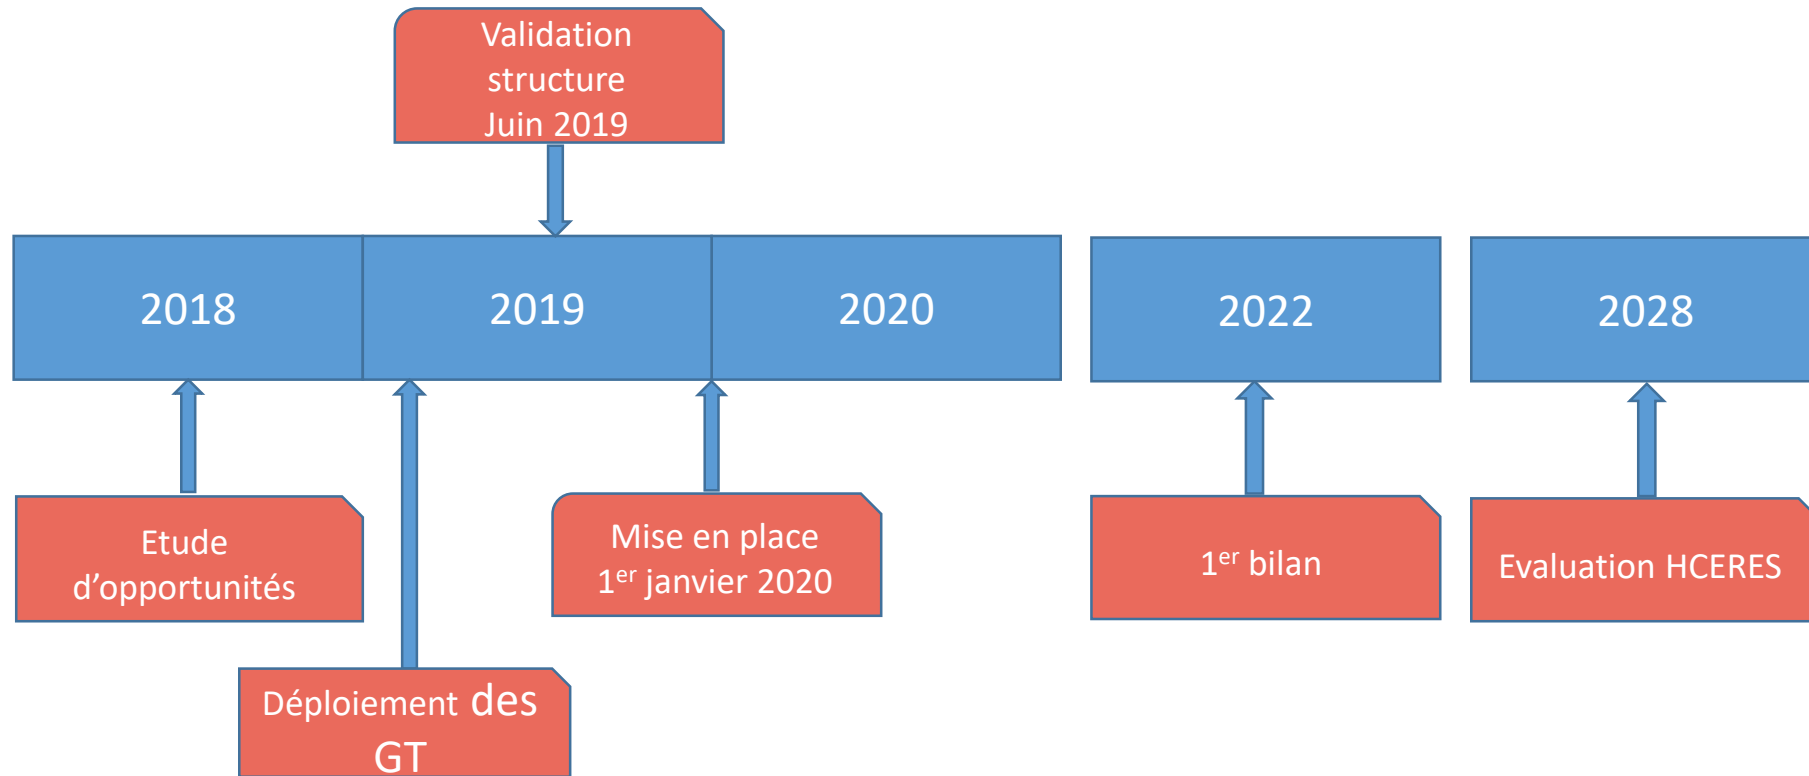 Validation
structure
Juin 2019
2018
2019
2020
2022
2028
Etude
d’opportunités
Mise en place
1er janvier 2020
1er bilan
Evaluation HCERES
Déploiement des
GT